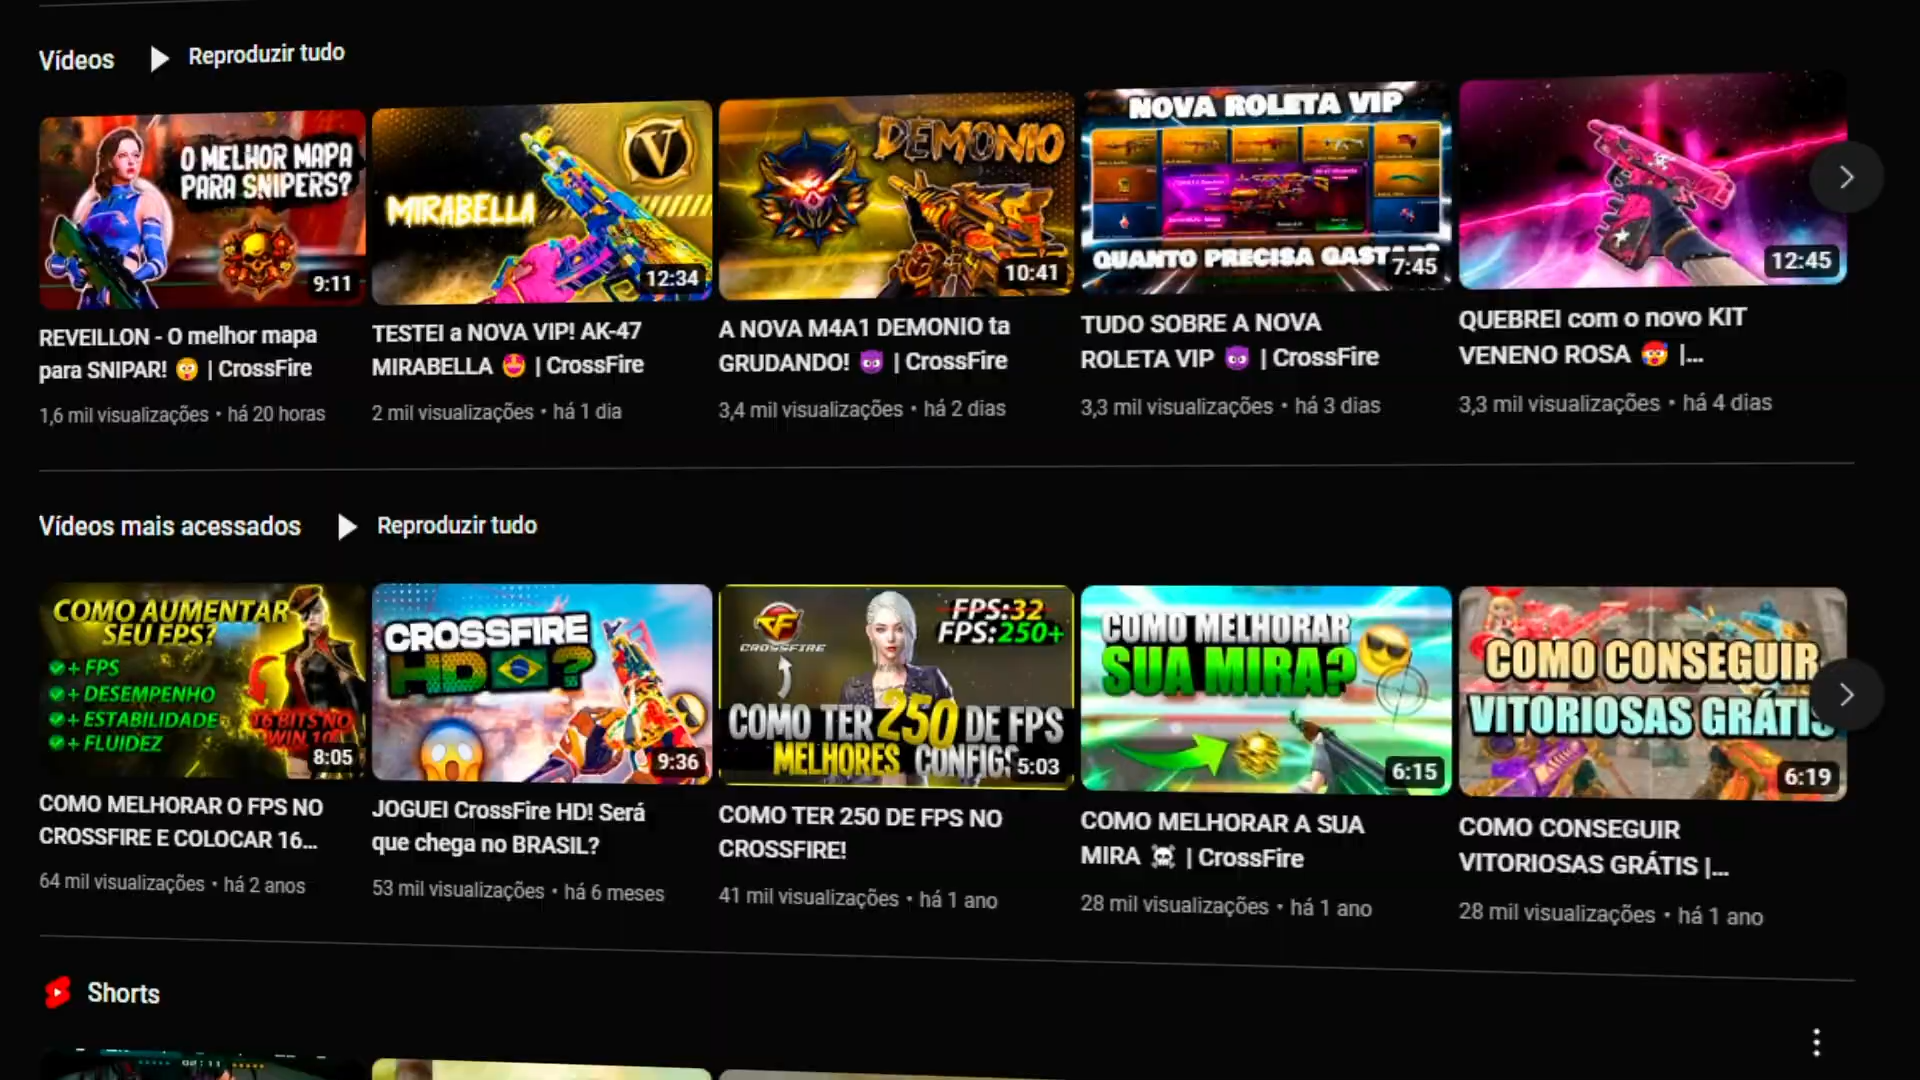 Vídeos
Reproduzir tudo
O MELHOR MAPA
PARA SNIPERS?
9:11
MIRABELLA
V
12:34
DEMONIO
10:41
NOVA ROLETA VIP
QUANTO PRECISA GASTAR?
7:45
12:45
REVEILLON - O melhor mapa
para SNIPAR! 😳 | CrossFire
1,6 mil visualizações • há 20 horas
TESTEI a NOVA VIP! AK-47
MIRABELLA 🤩 | CrossFire
2 mil visualizações • há 1 dia
A NOVA M4A1 DEMONIO ta
GRUDANDO! 😈 | CrossFire
3,4 mil visualizações • há 2 dias
TUDO SOBRE A NOVA
ROLETA VIP 😈 | CrossFire
3,3 mil visualizações • há 3 dias
QUEBREI com o novo KIT
VENENO ROSA 🥵 |...
3,3 mil visualizações • há 4 dias
Vídeos mais acessados
Reproduzir tudo
COMO AUMENTAR
SEU FPS?
+ FPS
+ DESEMPENHO
+ ESTABILIDADE
+ FLUIDEZ
16 BITS NO
WIN 10
8:05
CROSSFIRE
HD ?
9:36
CROSSFIRE
FPS:32
FPS:250+
COMO TER 250 DE FPS
MELHORES CONFIGS
5:03
COMO MELHORAR
SUA MIRA?
6:15
COMO CONSEGUIR
VITORIOSAS GRÁTIS
6:19
COMO MELHORAR O FPS NO
CROSSFIRE E COLOCAR 16...
64 mil visualizações • há 2 anos
JOGUEI CrossFire HD! Será
que chega no BRASIL?
53 mil visualizações • há 6 meses
COMO TER 250 DE FPS NO
CROSSFIRE!
41 mil visualizações • há 1 ano
COMO MELHORAR A SUA
MIRA ☠️ | CrossFire
28 mil visualizações • há 1 ano
COMO CONSEGUIR
VITORIOSAS GRÁTIS |...
28 mil visualizações • há 1 ano
Shorts